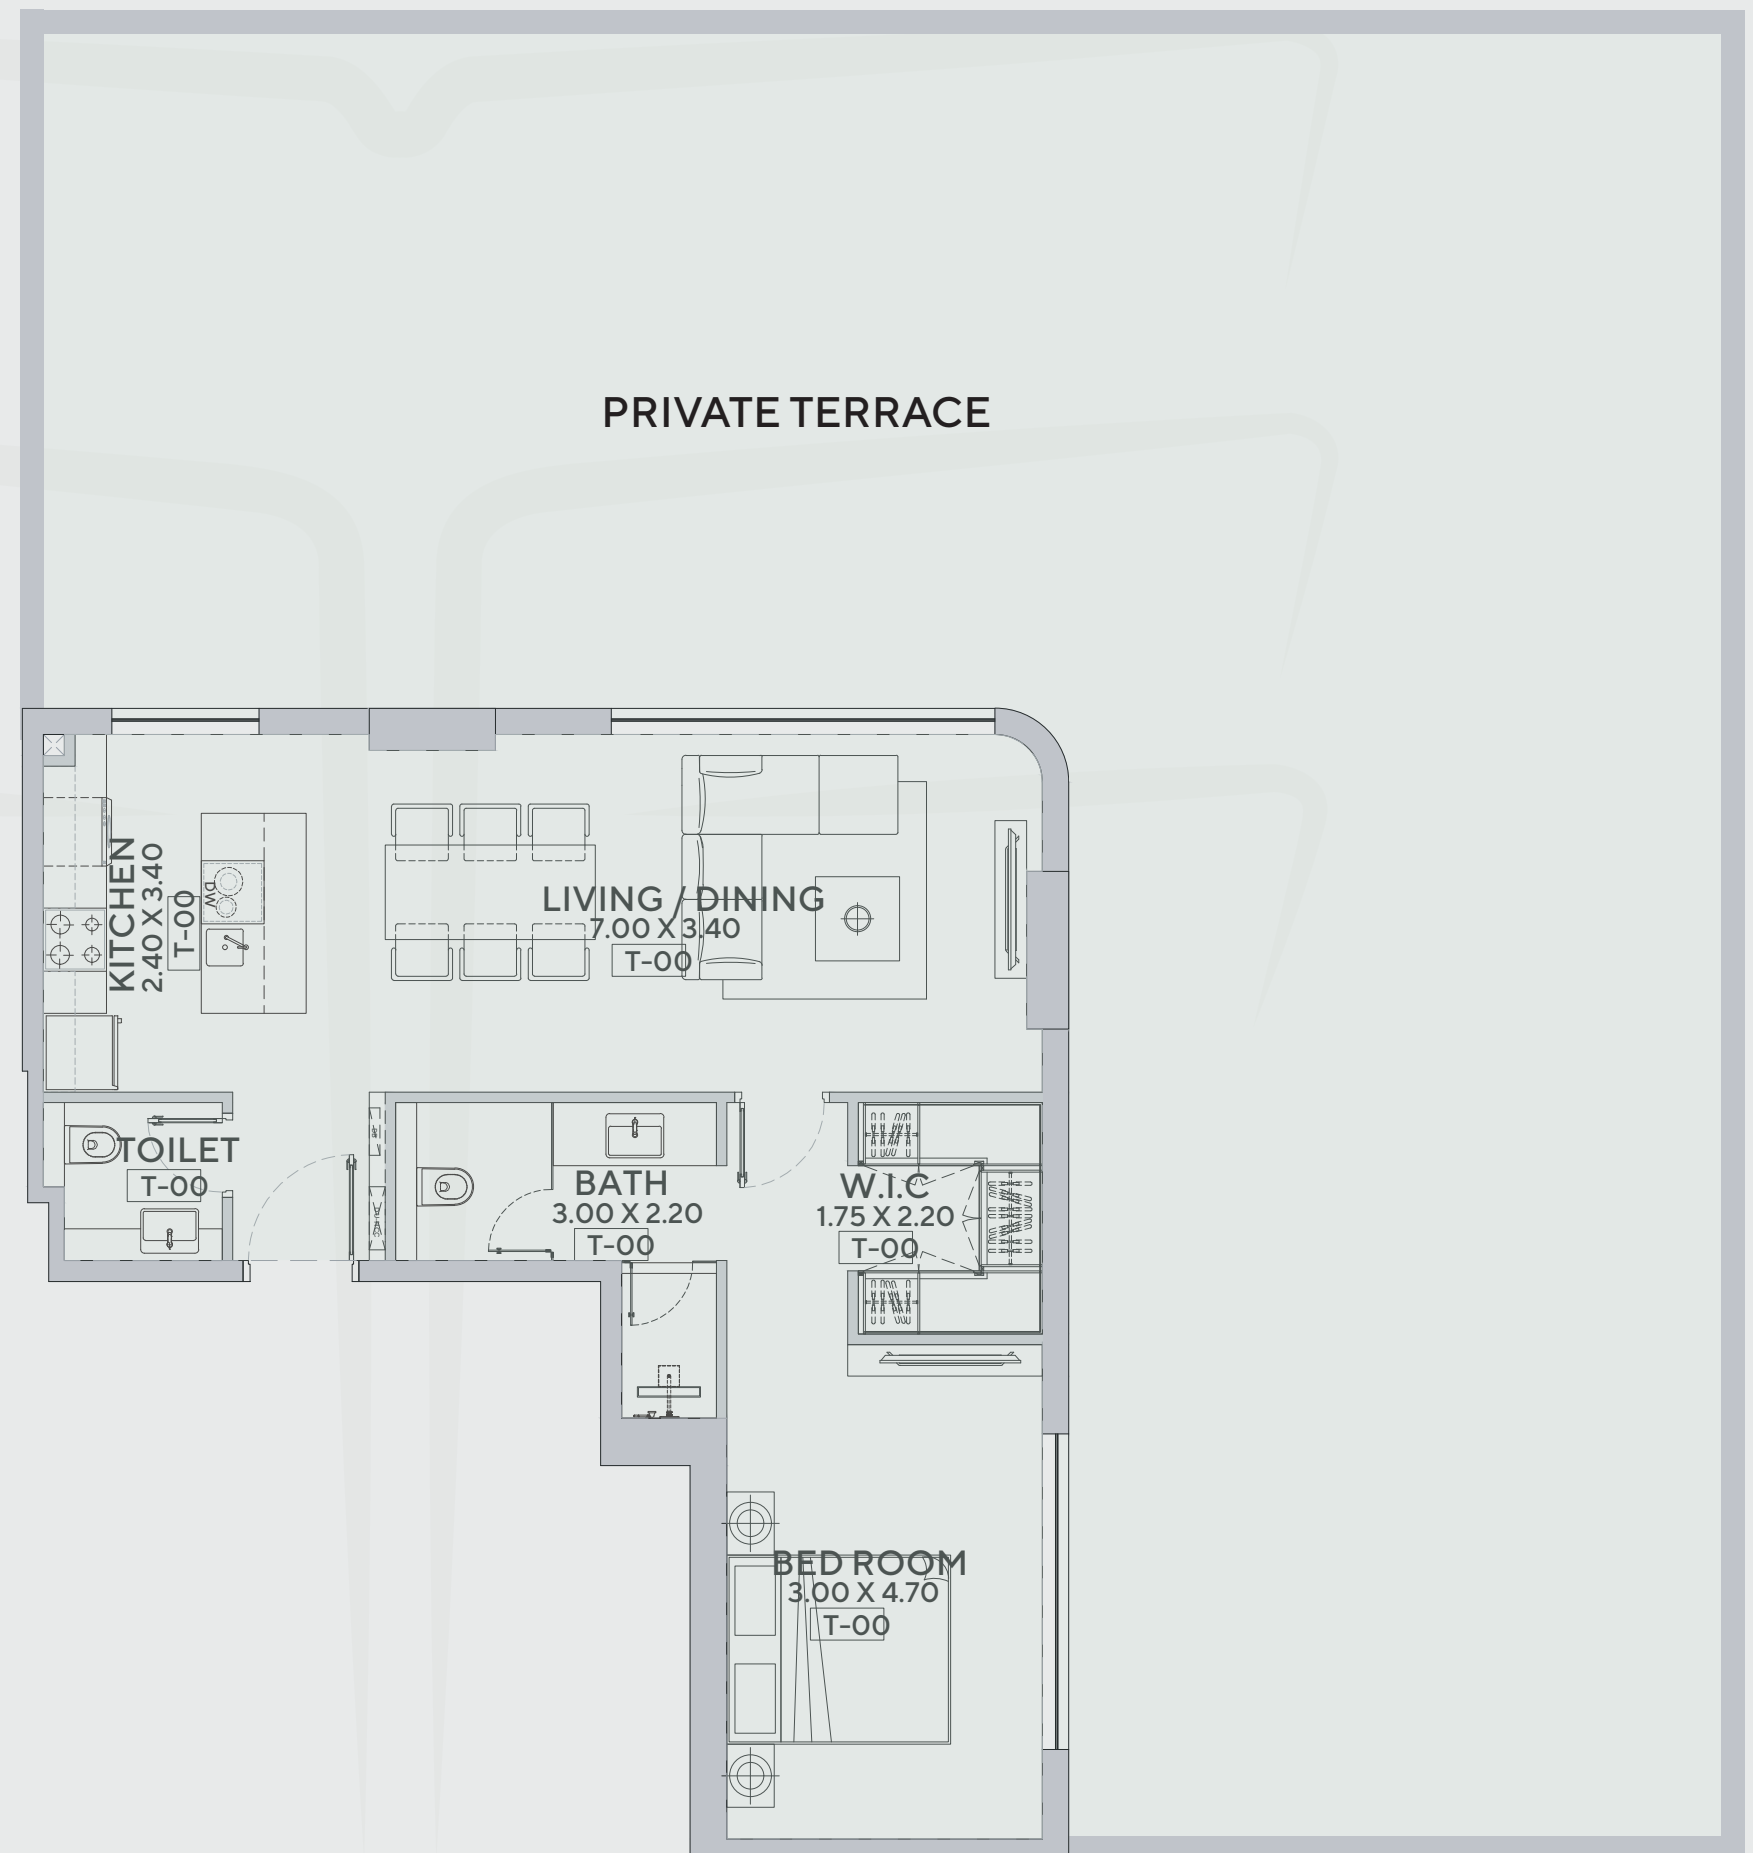 PRIVATE TERRACE
KITCHEN
2.40 X 3.40
T-00
DW
LIVING / DINING
7.00 X 3.40
T-00
TOILET
T-00
BATH
3.00 X 2.20
T-00
W.I.C
1.75 X 2.20
T-00
BED ROOM
3.00 X 4.70
T-00